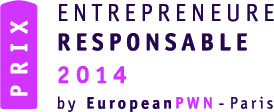 PRIX
ENTREPRENEURE
RESPONSABLE
2014
by EuropeanPWN - Paris